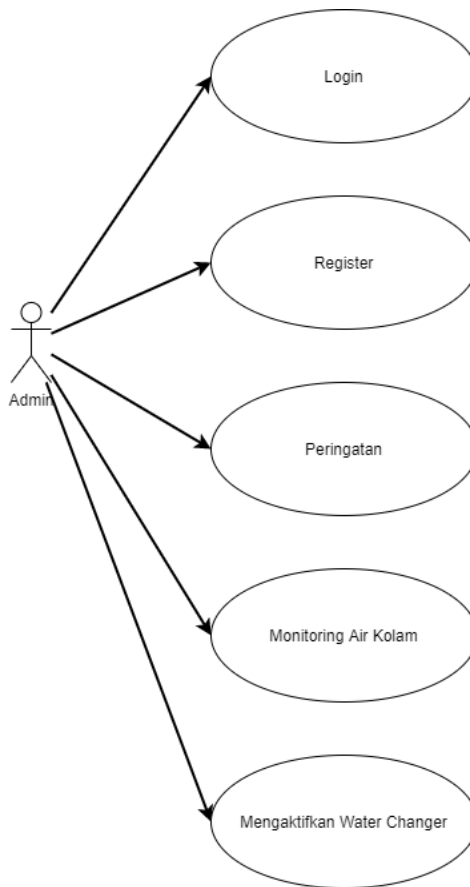 Login
Register
Admin
Peringatan
Monitoring Air Kolam
Mengaktifkan Water Changer